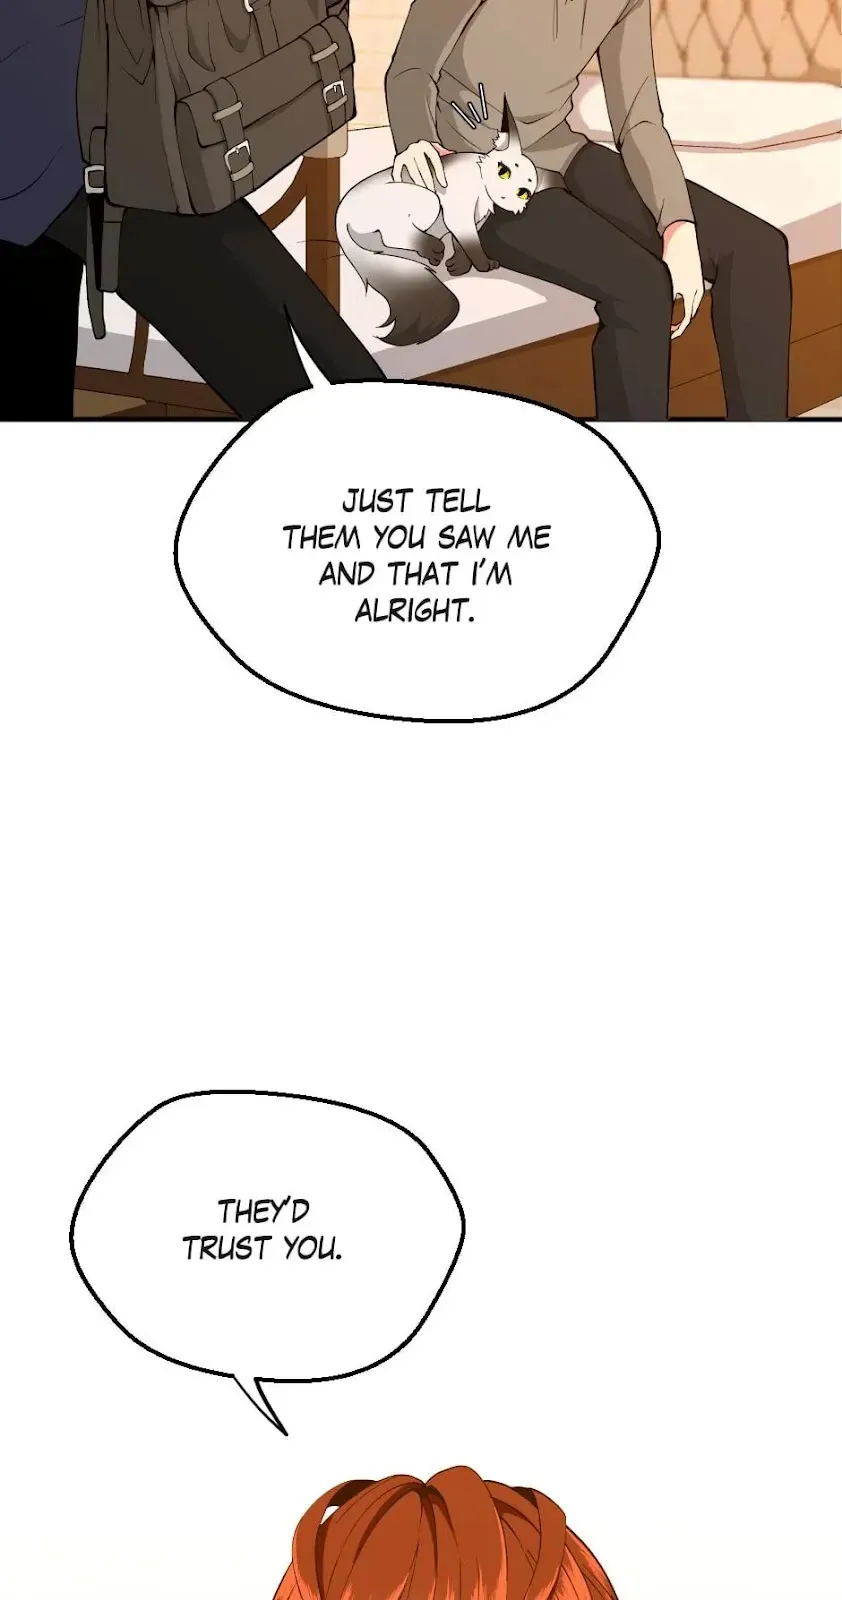 JUST TELL
THEM YOU SAW ME
AND THAT I'M
ALRIGHT.
THEY'D
TRUST YOU.